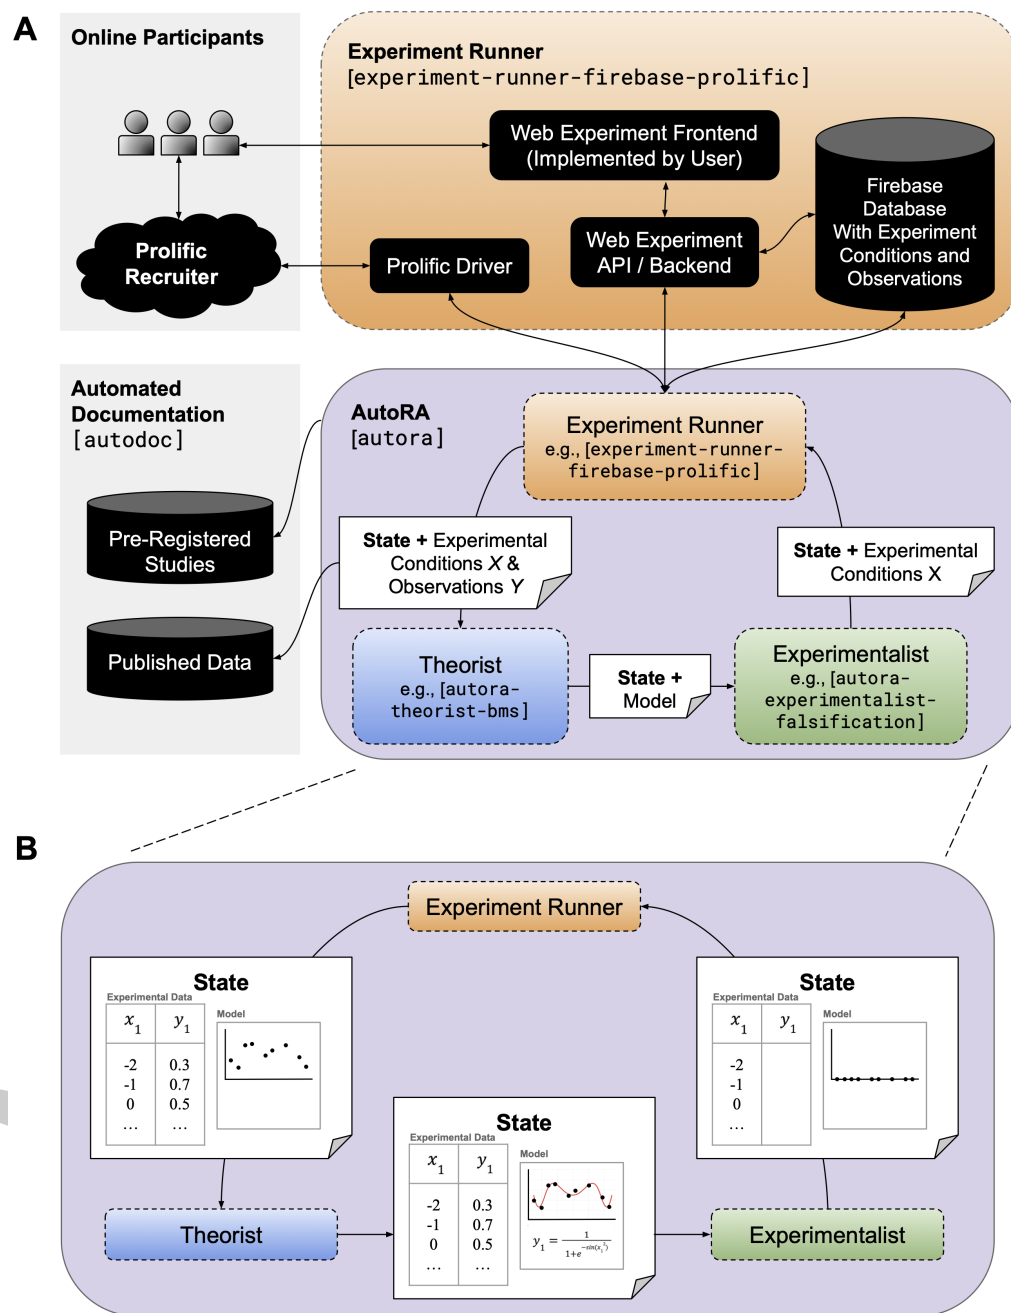 A
Online Participants
Prolific
Recruiter
Experiment Runner
[experiment-runner-firebase-prolific]
Web Experiment Frontend
(Implemented by User)
Prolific Driver
Web Experiment
API / Backend
Firebase
Database
With Experiment
Conditions and
Observations
Automated
Documentation
[autodoc]
Pre-Registered
Studies
Published Data
AutoRA
[autora]
Experiment Runner
e.g., [experiment-runner-
firebase-prolific]
State + Experimental
Conditions X &
Observations Y
State + Experimental
Conditions X
Theorist
e.g., [autora-
theorist-bms]
State +
Model
Experimentalist
e.g., [autora-
experimentalist-
falsification]
B
Experiment Runner
State
Experimental Data
x₁ y₁
-2 0.3
-1 0.7
0 0.5
... ...
Model
State
Experimental Data
x₁ y₁
-2
-1
0
...
Model
State
Experimental Data
x₁ y₁
-2 0.3
-1 0.7
0 0.5
... ...
Model
y₁ = 1 / 1+e^-sin(x₁²)
Theorist
Experimentalist